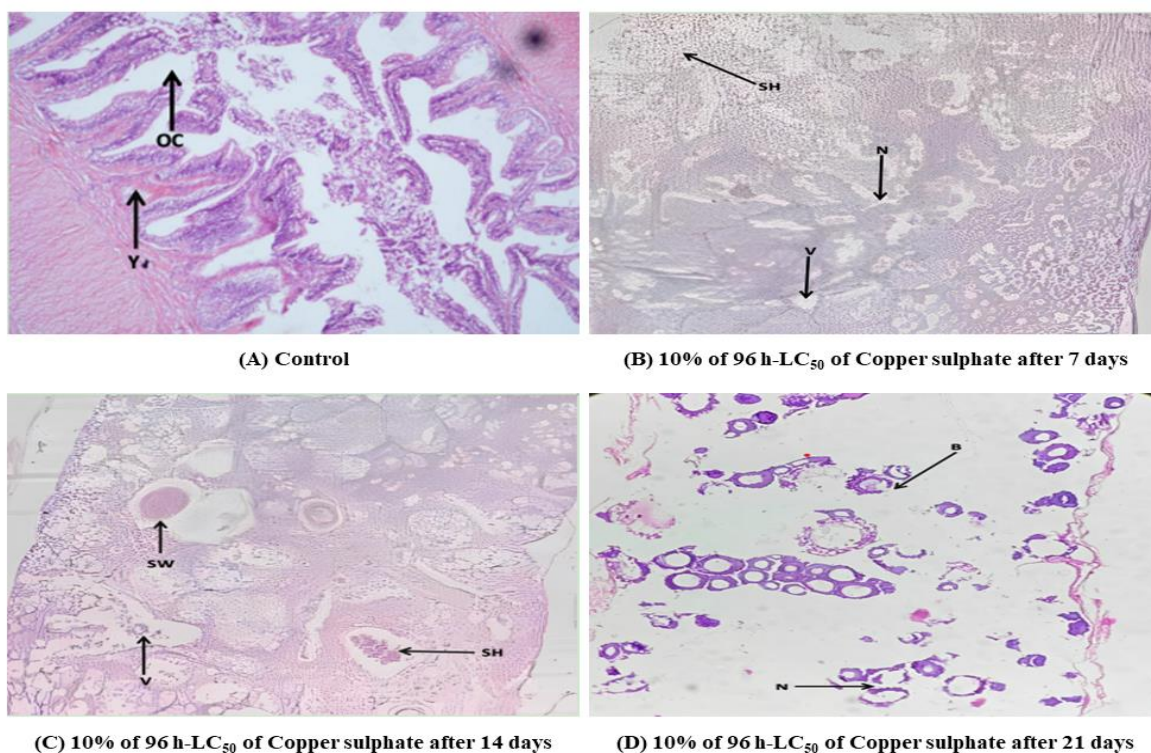 OC
Y
(A) Control
SH
N
V
(B) 10% of 96 h-LC₅₀ of Copper sulphate after 7 days
SW
V
SH
(C) 10% of 96 h-LC₅₀ of Copper sulphate after 14 days
B
N
(D) 10% of 96 h-LC₅₀ of Copper sulphate after 21 days